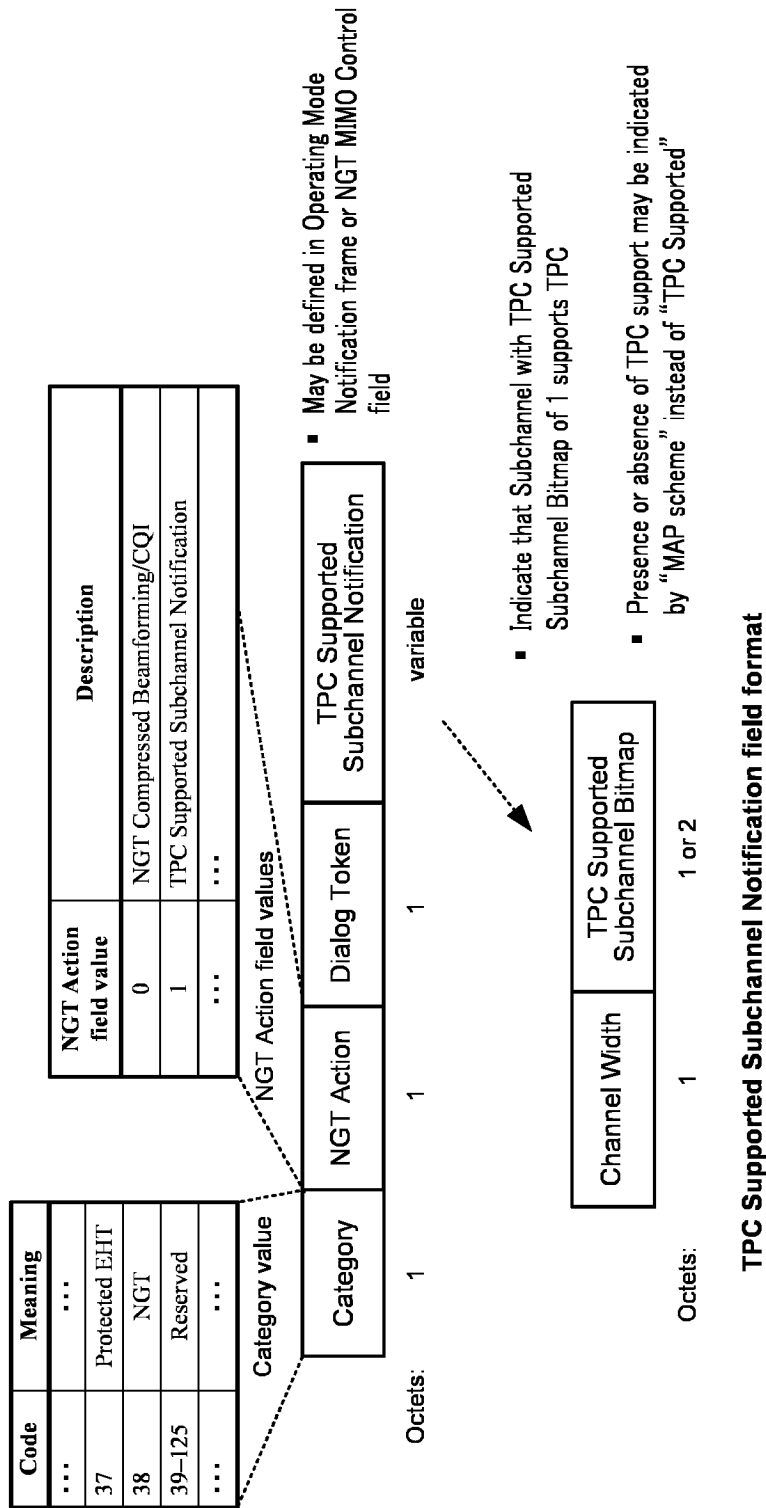 Code Meaning
⋮ ⋮
37 Protected EHT
38 NGT
39–125 Reserved
⋮ ⋮
Category value
NGT Action
field value
Description
0 NGT Compressed Beamforming/CQI
1 TPC Supported Subchannel Notification
⋮ ⋮
NGT Action field values
Category
NGT Action
Dialog Token
TPC Supported
Subchannel Notification
Octets: 1 1 1 variable
▪ May be defined in Operating Mode
Notification frame or NGT MIMO Control
field
Channel Width
TPC Supported
Subchannel Bitmap
Octets: 1 1 or 2
▪ Indicate that Subchannel with TPC Supported
Subchannel Bitmap of 1 supports TPC
▪ Presence or absence of TPC support may be indicated
by “MAP scheme” instead of “TPC Supported”
TPC Supported Subchannel Notification field format